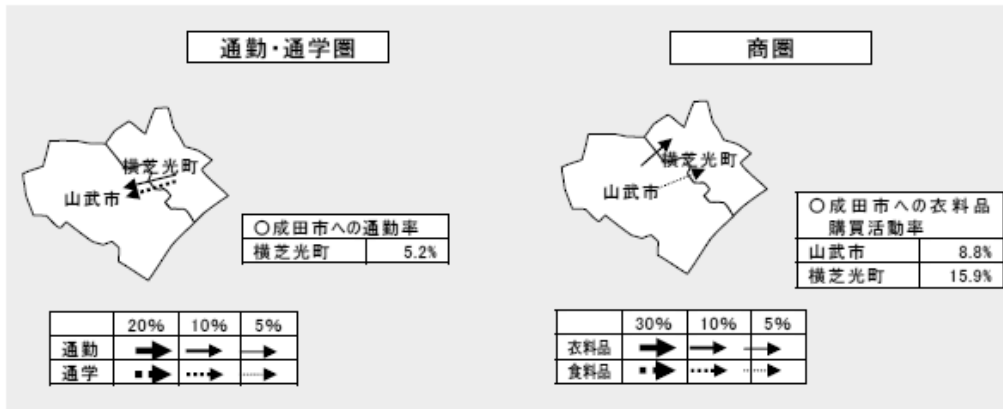 通勤・通学圏
横芝光町
山武市
〇成田市への通勤率
横芝光町 5.2%
20% 10% 5%
通勤
通学
商圏
横芝光町
山武市
〇成田市への衣料品
購買活動率
山武市 8.8%
横芝光町 15.9%
30% 10% 5%
衣料品
食料品